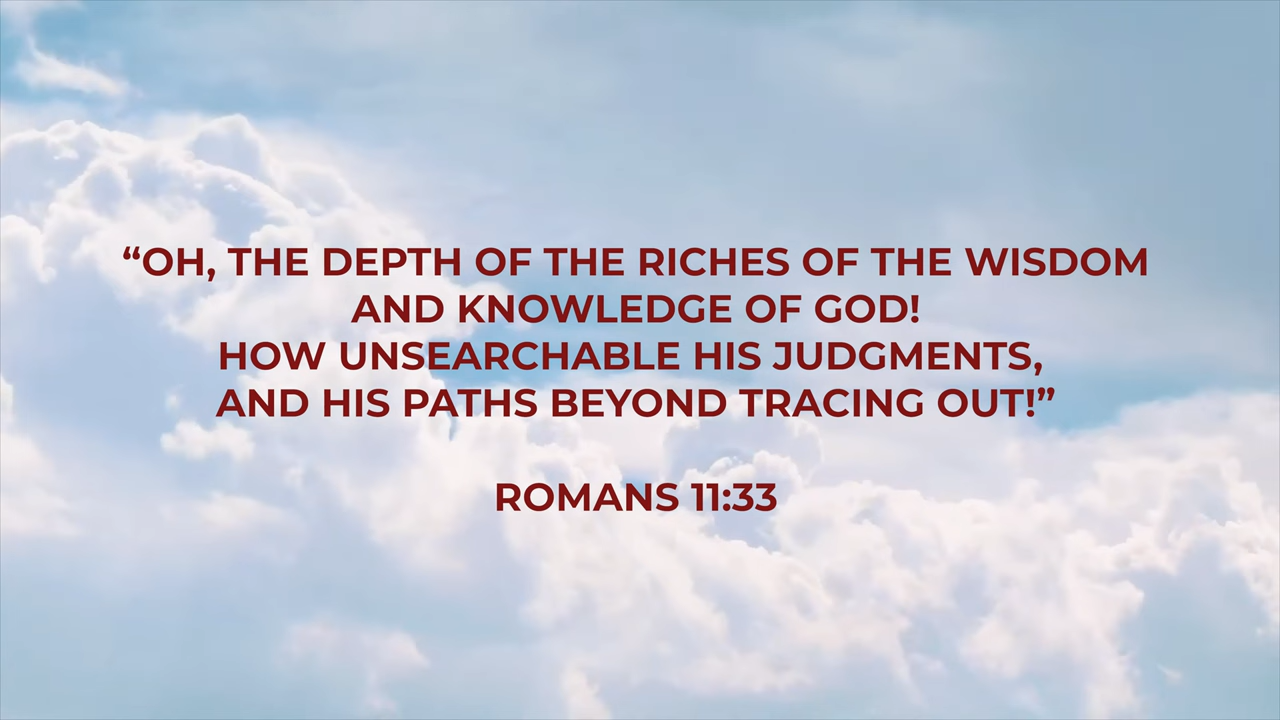 “OH, THE DEPTH OF THE RICHES OF THE WISDOM
AND KNOWLEDGE OF GOD!
HOW UNSEARCHABLE HIS JUDGMENTS,
AND HIS PATHS BEYOND TRACING OUT!”
ROMANS 11:33